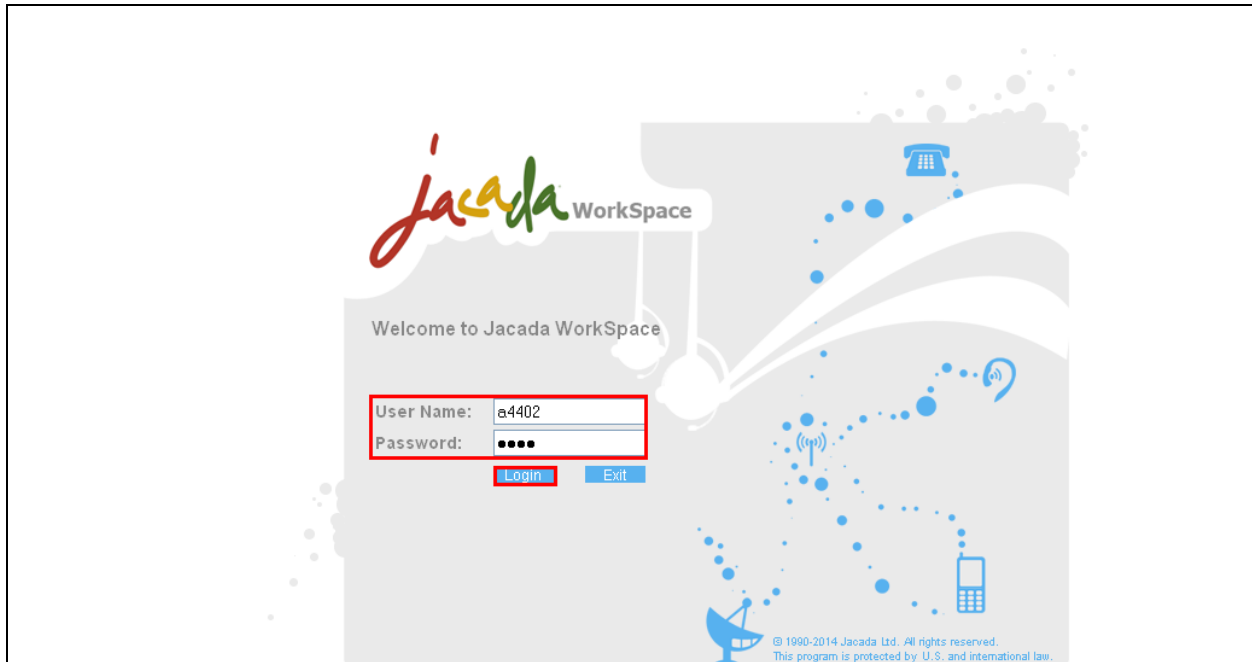 jacada WorkSpace
Welcome to Jacada WorkSpace
User Name: a4402
Password: ●●●●
Login Exit
© 1990-2014 Jacada Ltd. All rights reserved.
This program is protected by U.S. and international law.